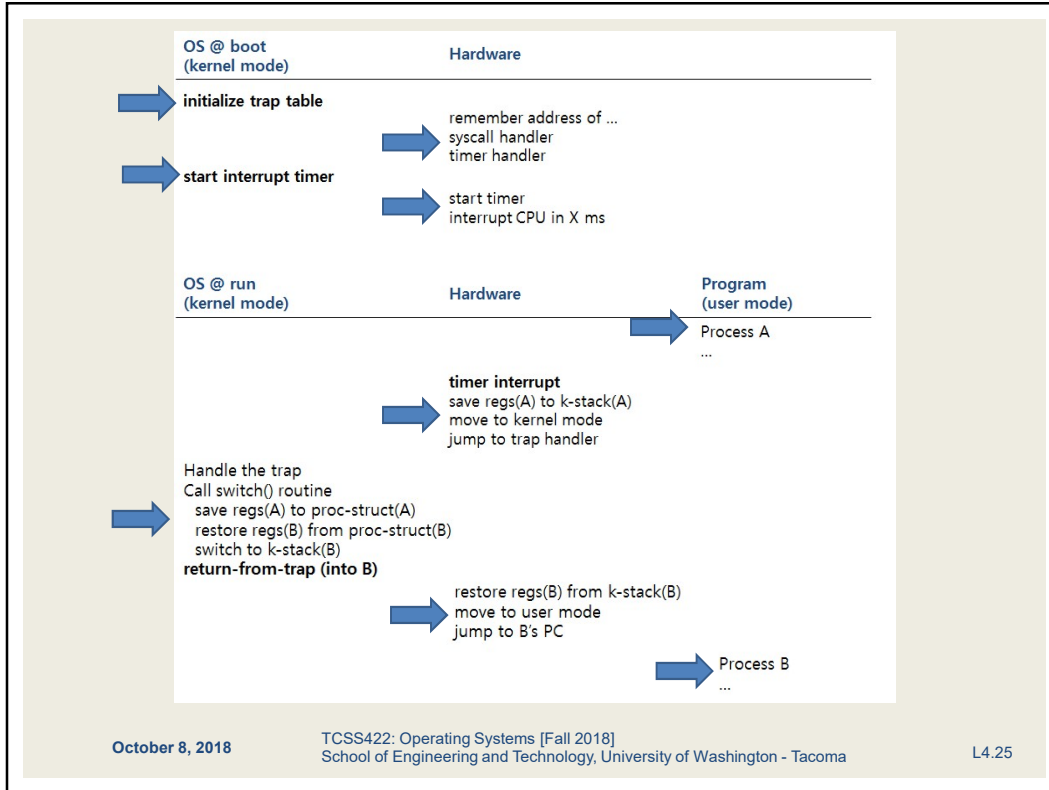 OS @ boot
(kernel mode)
Hardware
initialize trap table
remember address of ...
syscall handler
timer handler
start interrupt timer
start timer
interrupt CPU in X ms
OS @ run
(kernel mode)
Hardware
Program
(user mode)
Process A
...
timer interrupt
save regs(A) to k-stack(A)
move to kernel mode
jump to trap handler
Handle the trap
Call switch() routine
save regs(A) to proc-struct(A)
restore regs(B) from proc-struct(B)
switch to k-stack(B)
return-from-trap (into B)
restore regs(B) from k-stack(B)
move to user mode
jump to B's PC
Process B
...
October 8, 2018
TCSS422: Operating Systems [Fall 2018]
School of Engineering and Technology, University of Washington - Tacoma
L4.25